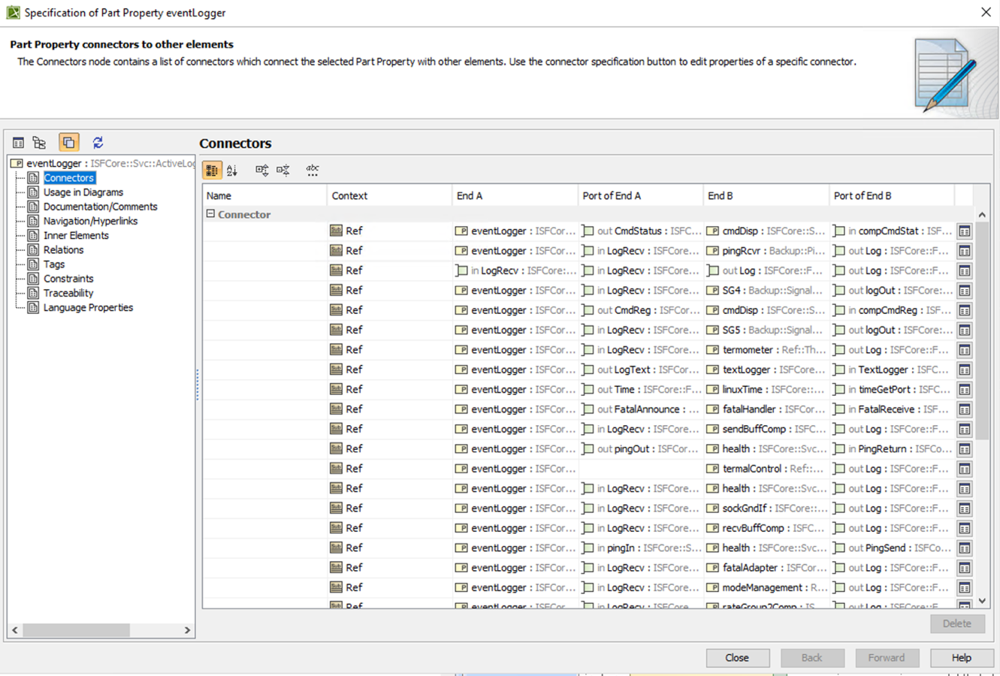 Specification of Part Property eventLogger
Part Property connectors to other elements
The Connectors node contains a list of connectors which connect the selected Part Property with other elements. Use the connector specification button to edit properties of a specific connector.
eventLogger : ISFCore::Svc::ActiveLog
Connectors
Usage in Diagrams
Documentation/Comments
Navigation/Hyperlinks
Inner Elements
Relations
Tags
Constraints
Traceability
Language Properties
Connectors
Name Context End A Port of End A End B Port of End B
Connector
Ref eventLogger : ISFCor... out CmdStatus : ISFC... cmdDisp : ISFCore::S... in compCmdStat : ISF...
Ref eventLogger : ISFCor... in LogRecv : ISFCore... pingRcvr : Backup::Pi... out Log : ISFCore::F...
Ref in LogRecv : ISFCore:... in LogRecv : ISFCore... out Log : ISFCore::F... out Log : ISFCore::F...
Ref eventLogger : ISFCor... in LogRecv : ISFCore... SG4 : Backup::Signal... out logOut : ISFCore:...
Ref eventLogger : ISFCor... out CmdReg : ISFCor... cmdDisp : ISFCore::S... in compCmdReg : ISF...
Ref eventLogger : ISFCor... in LogRecv : ISFCore... SG5 : Backup::Signal... out logOut : ISFCore:...
Ref eventLogger : ISFCor... in LogRecv : ISFCore... termometer : Ref::Th... out Log : ISFCore::F...
Ref eventLogger : ISFCor... out LogText : ISFCor... textLogger : ISFCore... in TextLogger : ISFC...
Ref eventLogger : ISFCor... out Time : ISFCore::F... linuxTime : ISFCore::... in timeGetPort : ISFC...
Ref eventLogger : ISFCor... out FatalAnnounce : ... fatalHandler : ISFCor... in FatalReceive : ISF...
Ref eventLogger : ISFCor... in LogRecv : ISFCore... sendBuffComp : ISFC... out Log : ISFCore::F...
Ref eventLogger : ISFCor... out pingOut : ISFCor... health : ISFCore::Svc... in PingReturn : ISFCo...
Ref eventLogger : ISFCor... termalControl : Ref::... out Log : ISFCore::F...
Ref eventLogger : ISFCor... in LogRecv : ISFCore... health : ISFCore::Svc... out Log : ISFCore::F...
Ref eventLogger : ISFCor... in LogRecv : ISFCore... sockGndIf : ISFCore::... out Log : ISFCore::F...
Ref eventLogger : ISFCor... in LogRecv : ISFCore... recvBuffComp : ISFC... out Log : ISFCore::F...
Ref eventLogger : ISFCor... in pingIn : ISFCore::S... health : ISFCore::Svc... out PingSend : ISFCo...
Ref eventLogger : ISFCor... in LogRecv : ISFCore... fatalAdapter : ISFCor... out Log : ISFCore::F...
Ref eventLogger : ISFCor... in LogRecv : ISFCore... modeManagement : R... out Log : ISFCore::F...
Ref eventLogger : ISFCor... in LogRecv : ISFCore... rateGroup2Comp : IS... out Log : ISFCore::F...
Delete
Close Back Forward Help